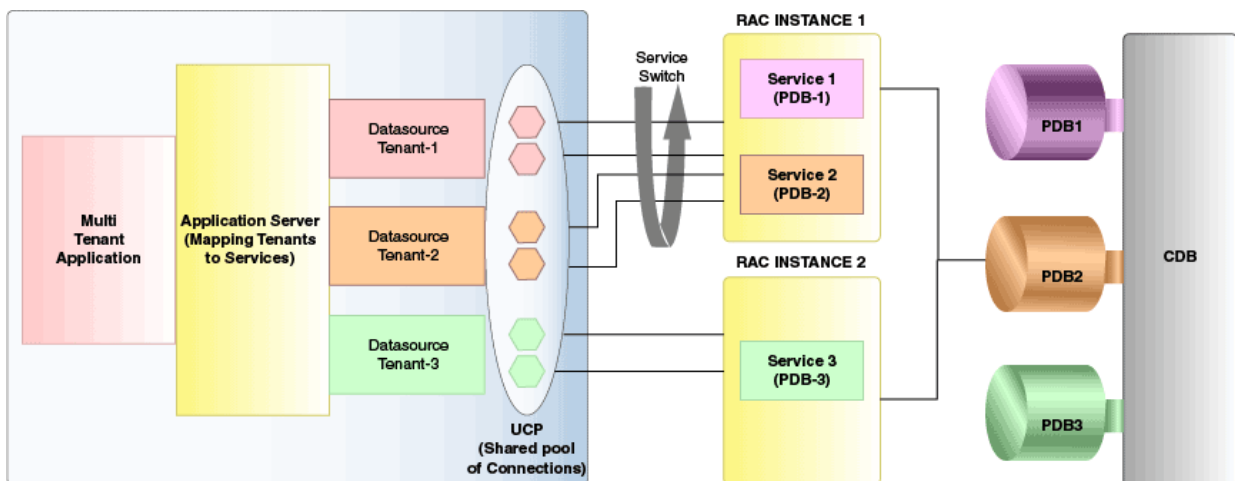 Multi
Tenant
Application
Application Server
(Mapping Tenants
to Services)
Datasource
Tenant-1
Datasource
Tenant-2
Datasource
Tenant-3
UCP
(Shared pool
of Connections)
Service
Switch
RAC INSTANCE 1
Service 1
(PDB-1)
Service 2
(PDB-2)
RAC INSTANCE 2
Service 3
(PDB-3)
PDB1
PDB2
PDB3
CDB